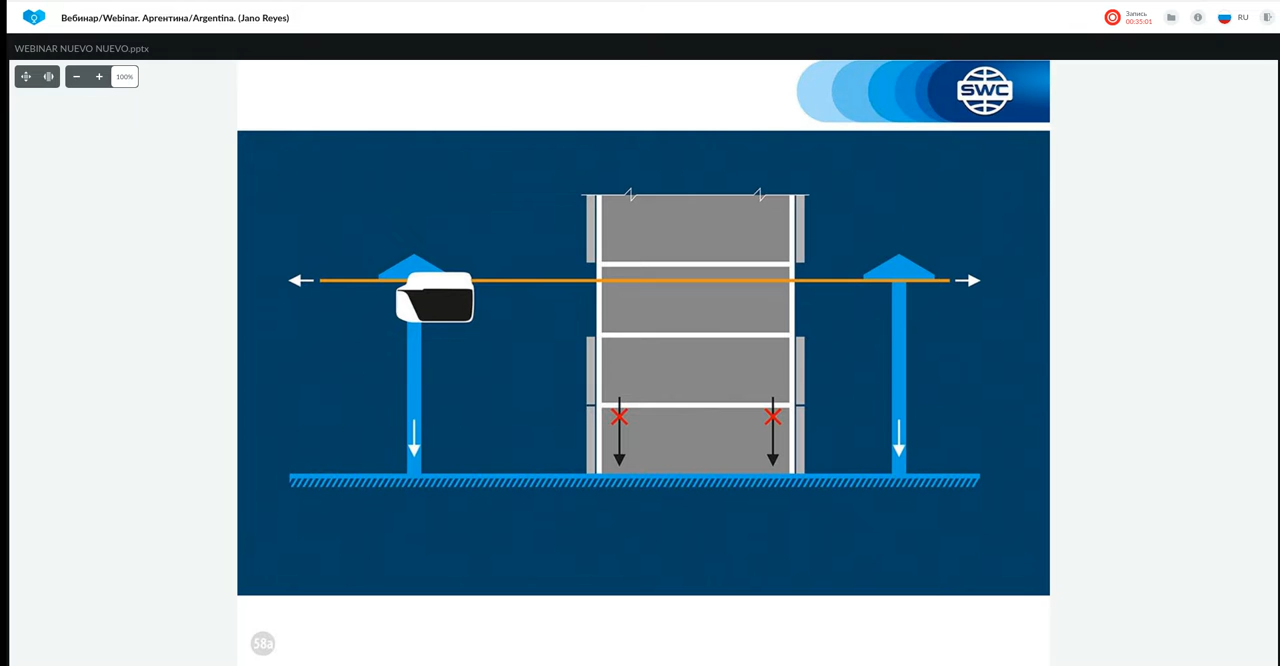 Вебинар/Webinar. Аргентина/Argentina. (Jano Reyes)
Запись
00:35:01
RU
WEBINAR NUEVO NUEVO.pptx
100%
SWC
58a